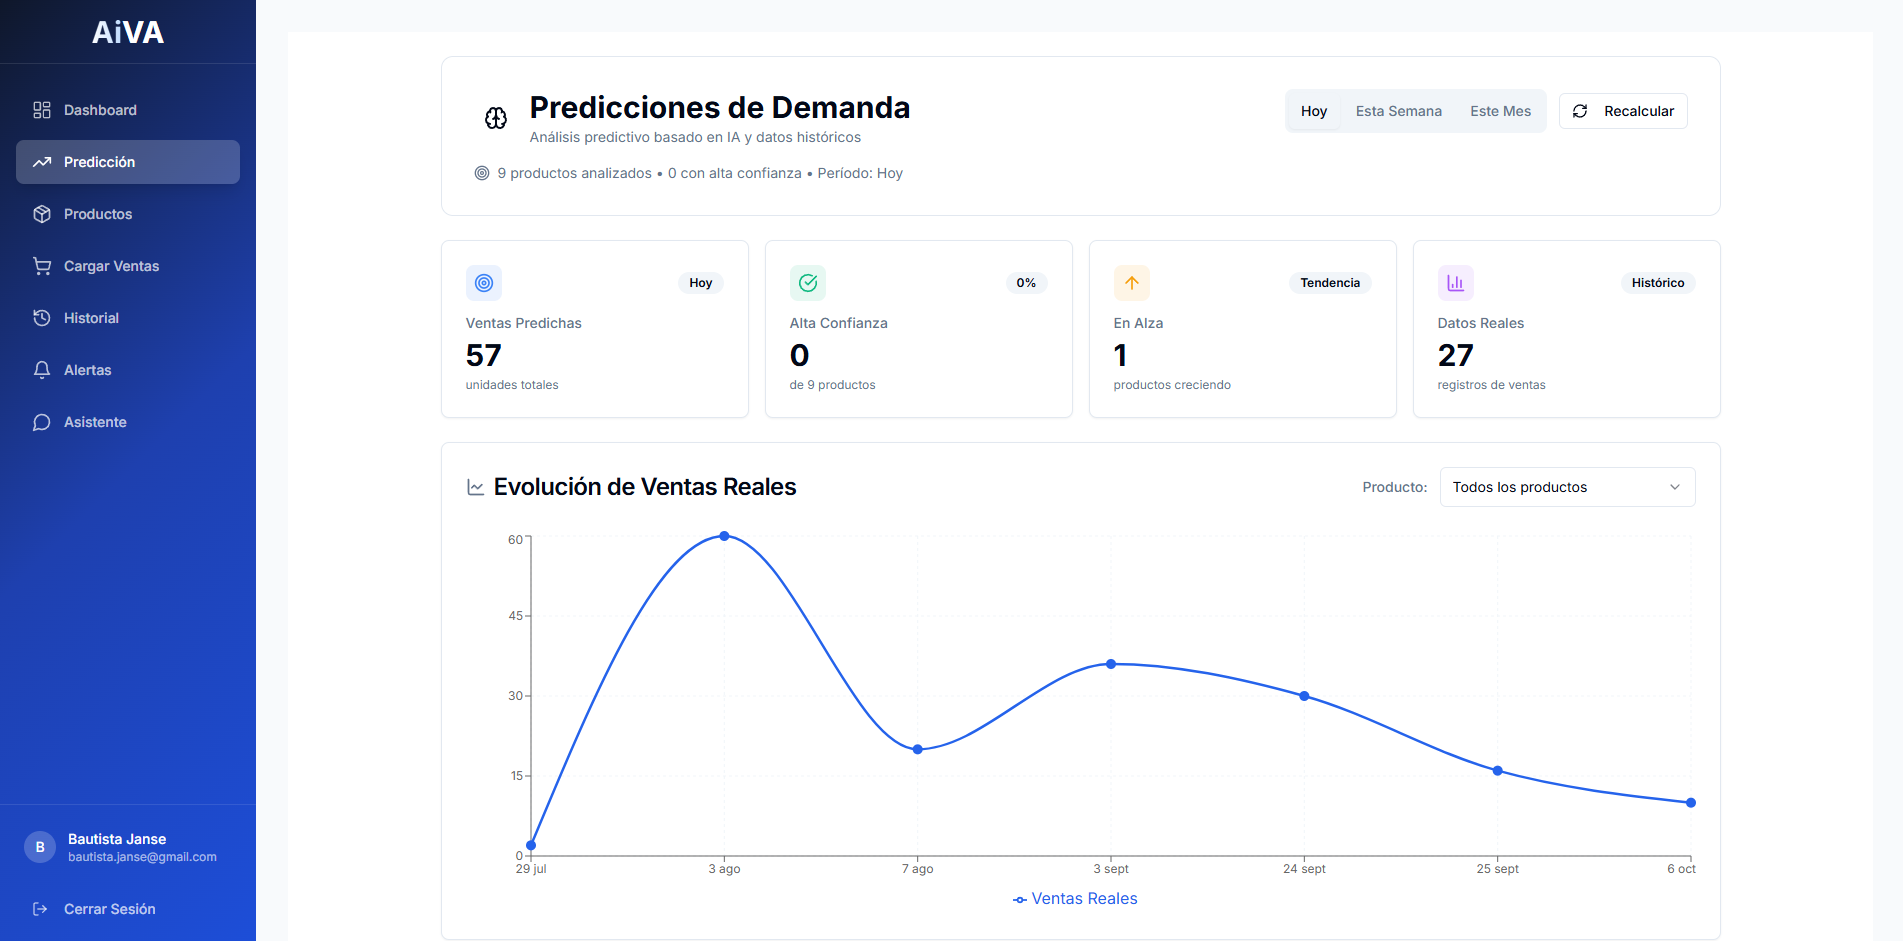 AiVA
Dashboard
Predicción
Productos
Cargar Ventas
Historial
Alertas
Asistente
B
Bautista Janse
bautista.janse@gmail.com
Cerrar Sesión
Predicciones de Demanda
Análisis predictivo basado en IA y datos históricos
9 productos analizados • 0 con alta confianza • Período: Hoy
Hoy
Esta Semana
Este Mes
Recalcular
Hoy
Ventas Predichas
57
unidades totales
0%
Alta Confianza
0
de 9 productos
Tendencia
En Alza
1
productos creciendo
Histórico
Datos Reales
27
registros de ventas
Evolución de Ventas Reales
Producto:
Todos los productos
60
45
30
15
0
29 jul
3 ago
7 ago
3 sept
24 sept
25 sept
6 oct
Ventas Reales